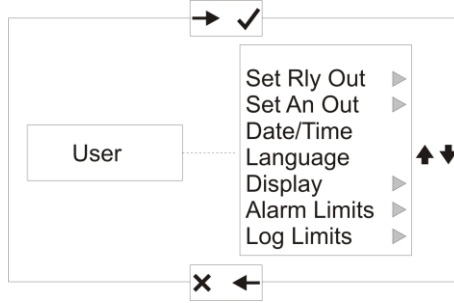 User
Set Rly Out
Set An Out
Date/Time
Language
Display
Alarm Limits
Log Limits